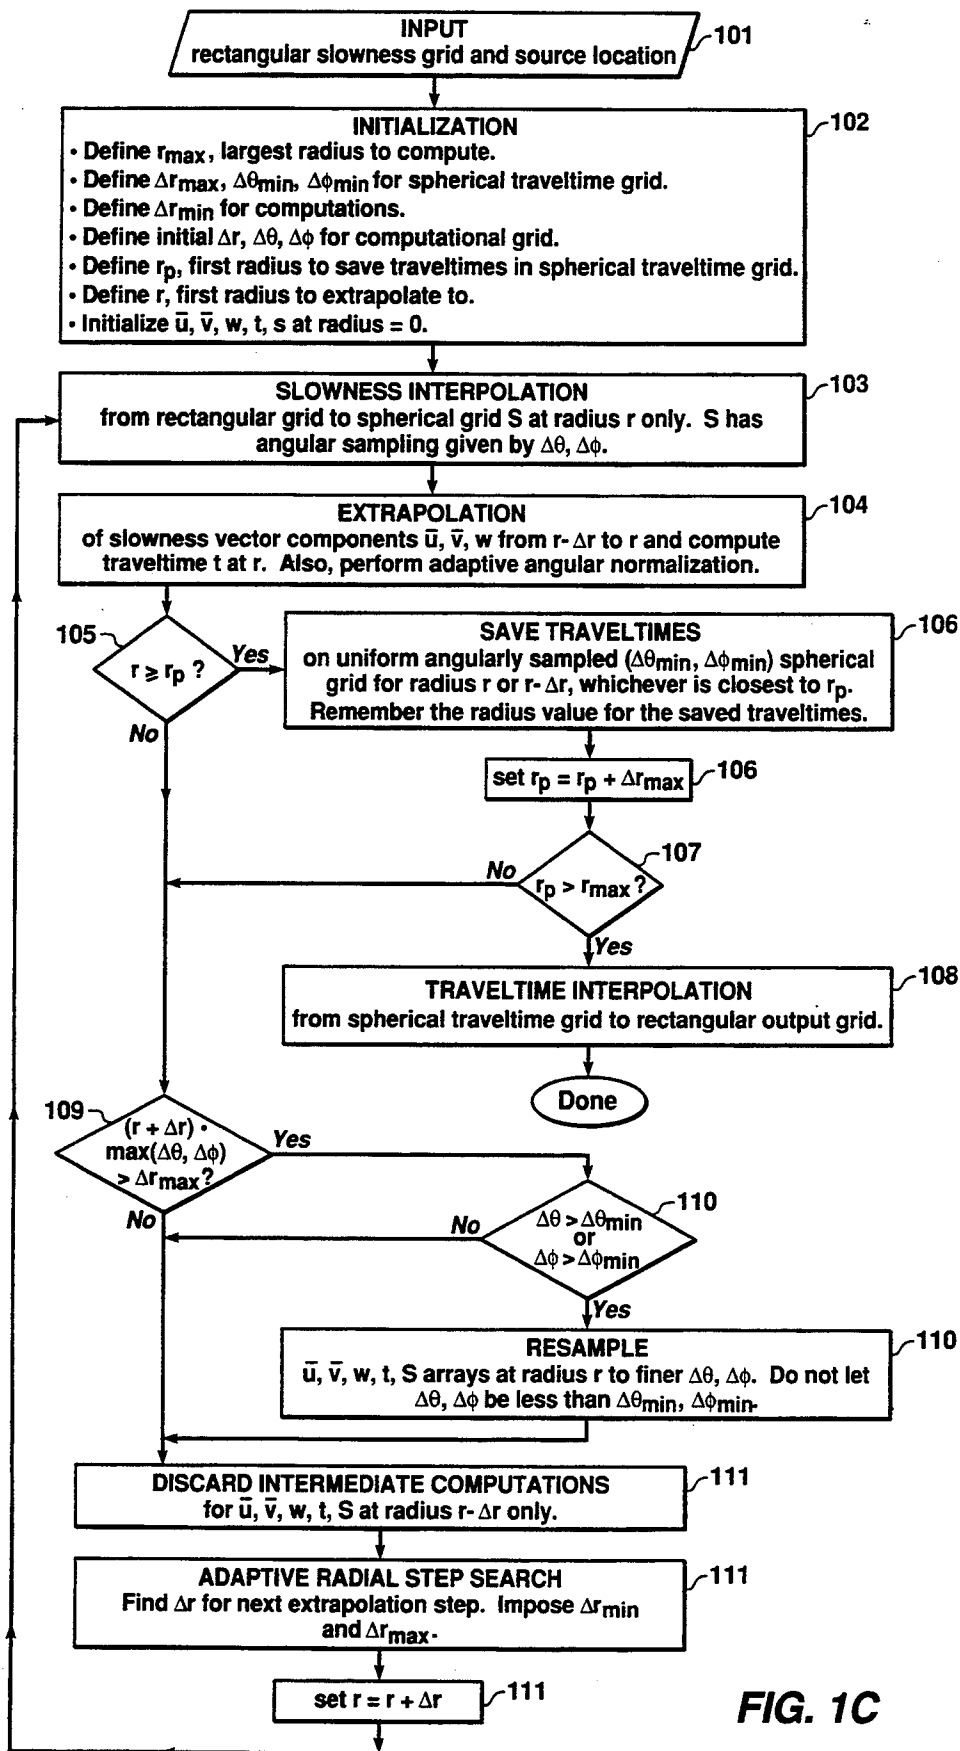 INPUT
rectangular slowness grid and source location
101
INITIALIZATION
102
• Define rmax, largest radius to compute.
• Define Δrmax, Δθmin, Δϕmin for spherical traveltime grid.
• Define Δrmin for computations.
• Define initial Δr, Δθ, Δϕ for computational grid.
• Define rp, first radius to save traveltimes in spherical traveltime grid.
• Define r, first radius to extrapolate to.
• Initialize u̅, v̅, w, t, s at radius = 0.
SLOWNESS INTERPOLATION
103
from rectangular grid to spherical grid S at radius r only. S has
angular sampling given by Δθ, Δϕ.
EXTRAPOLATION
104
of slowness vector components u̅, v̅, w from r-Δr to r and compute
traveltime t at r. Also, perform adaptive angular normalization.
105
r ≥ rp ?
Yes
No
SAVE TRAVELTIMES
106
on uniform angularly sampled (Δθmin, Δϕmin) spherical
grid for radius r or r-Δr, whichever is closest to rp.
Remember the radius value for the saved traveltimes.
set rp = rp + Δrmax
106
107
rp > rmax ?
No
Yes
TRAVELTIME INTERPOLATION
108
from spherical traveltime grid to rectangular output grid.
Done
109
(r + Δr) •
max(Δθ, Δϕ)
> Δrmax?
Yes
No
110
Δθ > Δθmin
or
Δϕ > Δϕmin
No
Yes
RESAMPLE
110
u̅, v̅, w, t, S arrays at radius r to finer Δθ, Δϕ. Do not let
Δθ, Δϕ be less than Δθmin, Δϕmin.
DISCARD INTERMEDIATE COMPUTATIONS
111
for u̅, v̅, w, t, S at radius r-Δr only.
ADAPTIVE RADIAL STEP SEARCH
111
Find Δr for next extrapolation step. Impose Δrmin
and Δrmax.
set r = r + Δr
111
FIG. 1C